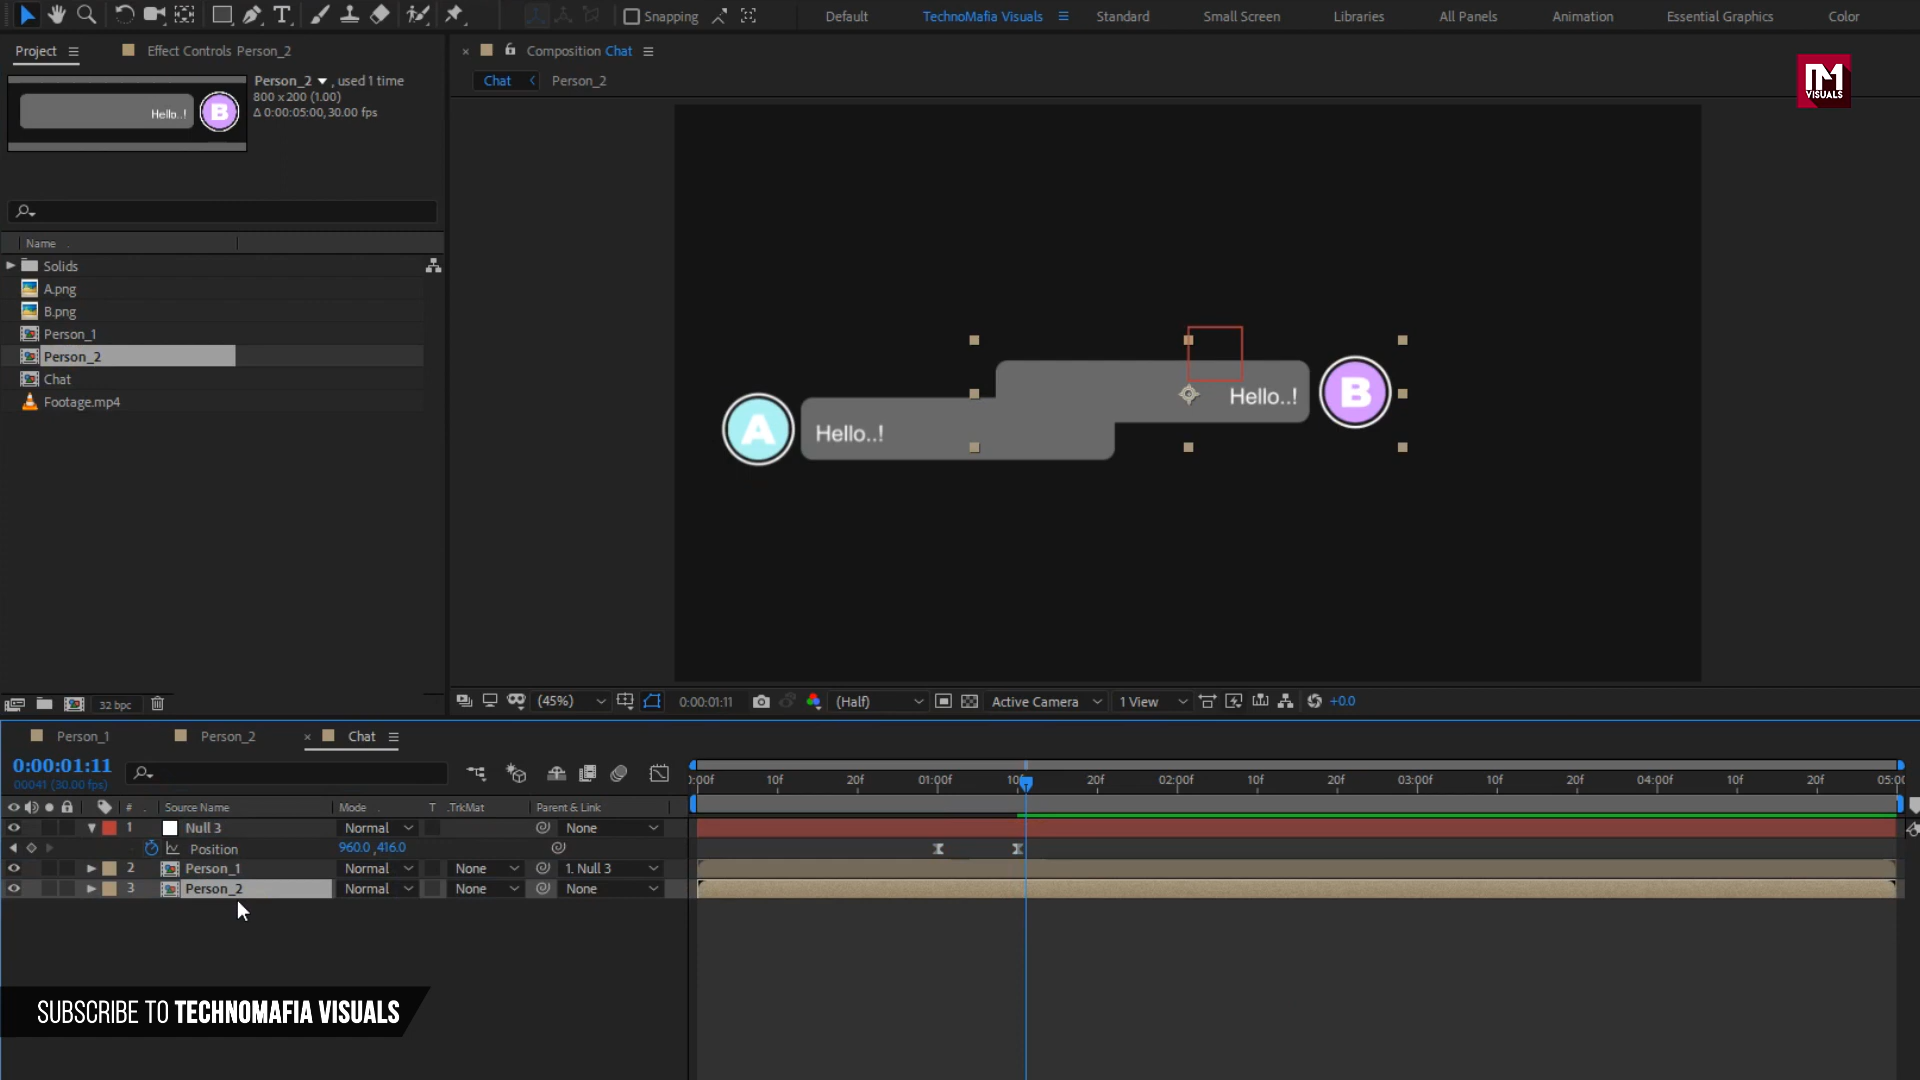 Snapping
Default
TechnoMafia Visuals
Standard
Small Screen
Libraries
All Panels
Animation
Essential Graphics
Color
Project
Effect Controls Person_2
Composition Chat
Chat
Person_2
Person_2 , used 1 time
800 x 200 (1.00)
Δ 0:00:05:00, 30.00 fps
Hello..! B
VISUALS
Name
Solids
A.png
B.png
Person_1
Person_2
Chat
Footage.mp4
Hello..! B
A Hello..!
32 bpc
(45%)
0:00:01:11
(Half)
Active Camera
1 View
+0.0
Person_1
Person_2
Chat
0:00:01:11
00041 (30.00 fps)
:00f 10f 20f 01:00f 10f 20f 02:00f 10f 20f 03:00f 10f 20f 04:00f 10f 20f 05:00
# Source Name Mode T .TrkMat Parent & Link
1 Null 3 Normal None
Position 960.0,416.0
2 Person_1 Normal None 1. Null 3
3 Person_2 Normal None None
SUBSCRIBE TO TECHNOMAFIA VISUALS